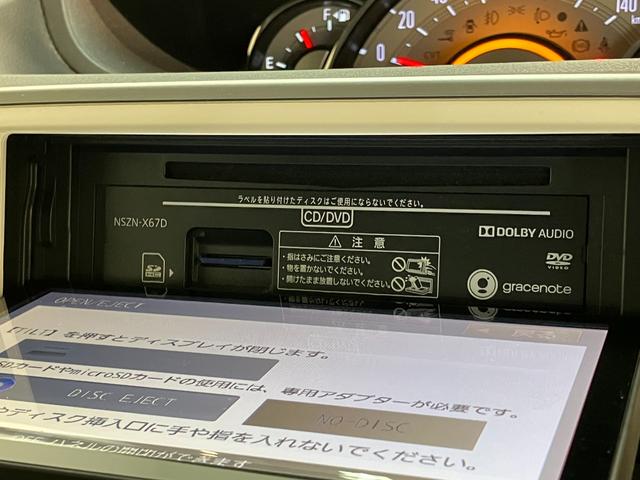 E F
0 20 40 140
ラベルを貼り付けたディスクはご使用にならないでください。
CD/DVD
NSZN-X67D
DOLBY AUDIO
⚠ 注 意
・指はさみにご注意ください。
・物を置かないでください。
・開けたまま放置しないでください。
SD
DVD
VIDEO
gracenote
OPEN/EJECT
を押すとディスプレイが閉じます。
SDカードやmicroSDカードの使用には、専用アダプターが必要です。
DISC EJECT
NO-DISC
やディスク挿入口に手や指を入れないでください。